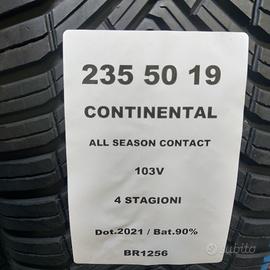 235 50 19
CONTINENTAL
ALL SEASON CONTACT
103V
4 STAGIONI
Dot.2021 / Bat.90%
BR1256
subito